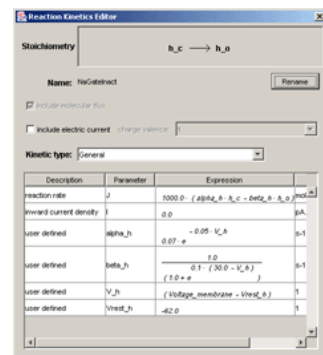 Reaction Kinetics Editor
Stoichiometry
h_c ⟶ h_o
Name: NaGateInact
Rename
include molecular flux
include electric current charge valence: 1
Kinetic type: General
Description Parameter Expression
reaction rate J 1000.0 · ( alpha_h · h_c - beta_h · h_o ) mol
inward current density I 0.0 pA.
user defined alpha_h 0.07 · e - 0.05 · V_h s-1
user defined beta_h 1.0
( 1.0 + e 0.1 · ( 30.0 - V_h ) ) s-1
user defined V_h ( Voltage_membrane - Vrest_h ) 1
user defined Vrest_h -62.0 1